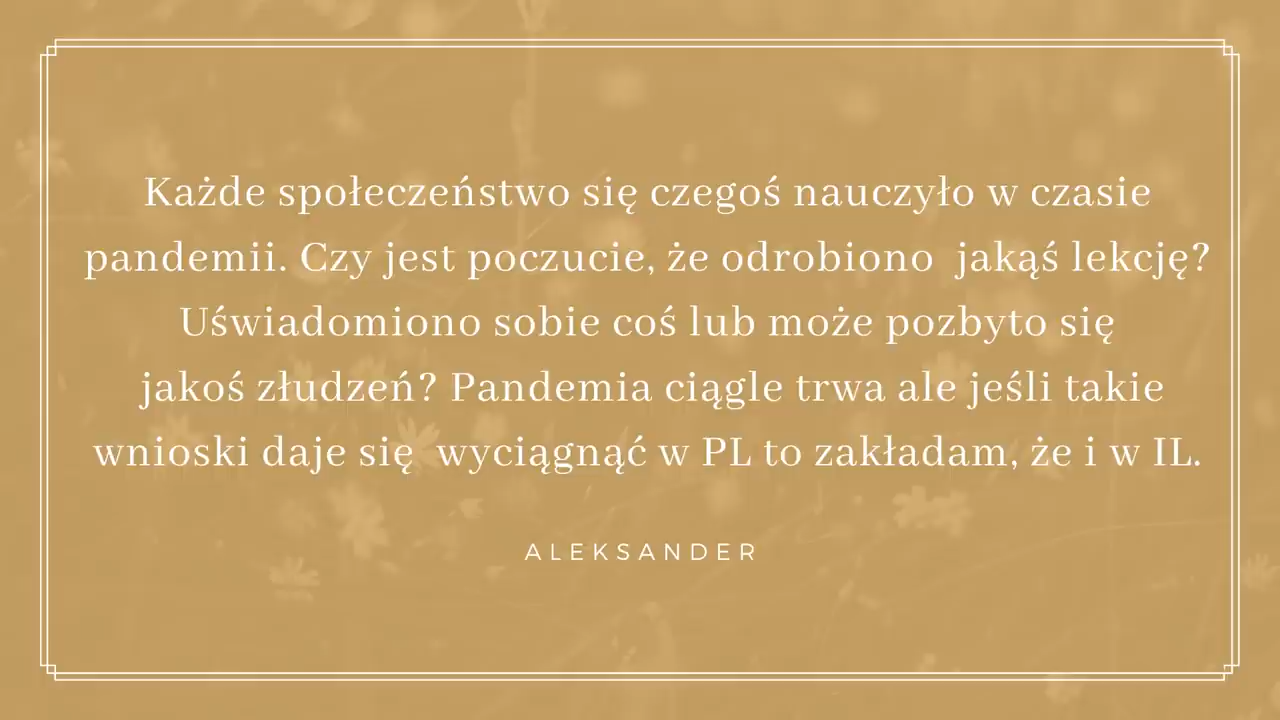 Każde społeczeństwo się czegoś nauczyło w czasie
pandemii. Czy jest poczucie, że odrobiono jakąś lekcję?
Uświadomiono sobie coś lub może pozbyto się
jakoś złudzeń? Pandemia ciągle trwa ale jeśli takie
wnioski daje się wyciągnąć w PL to zakładam, że i w IL.
ALEKSANDER